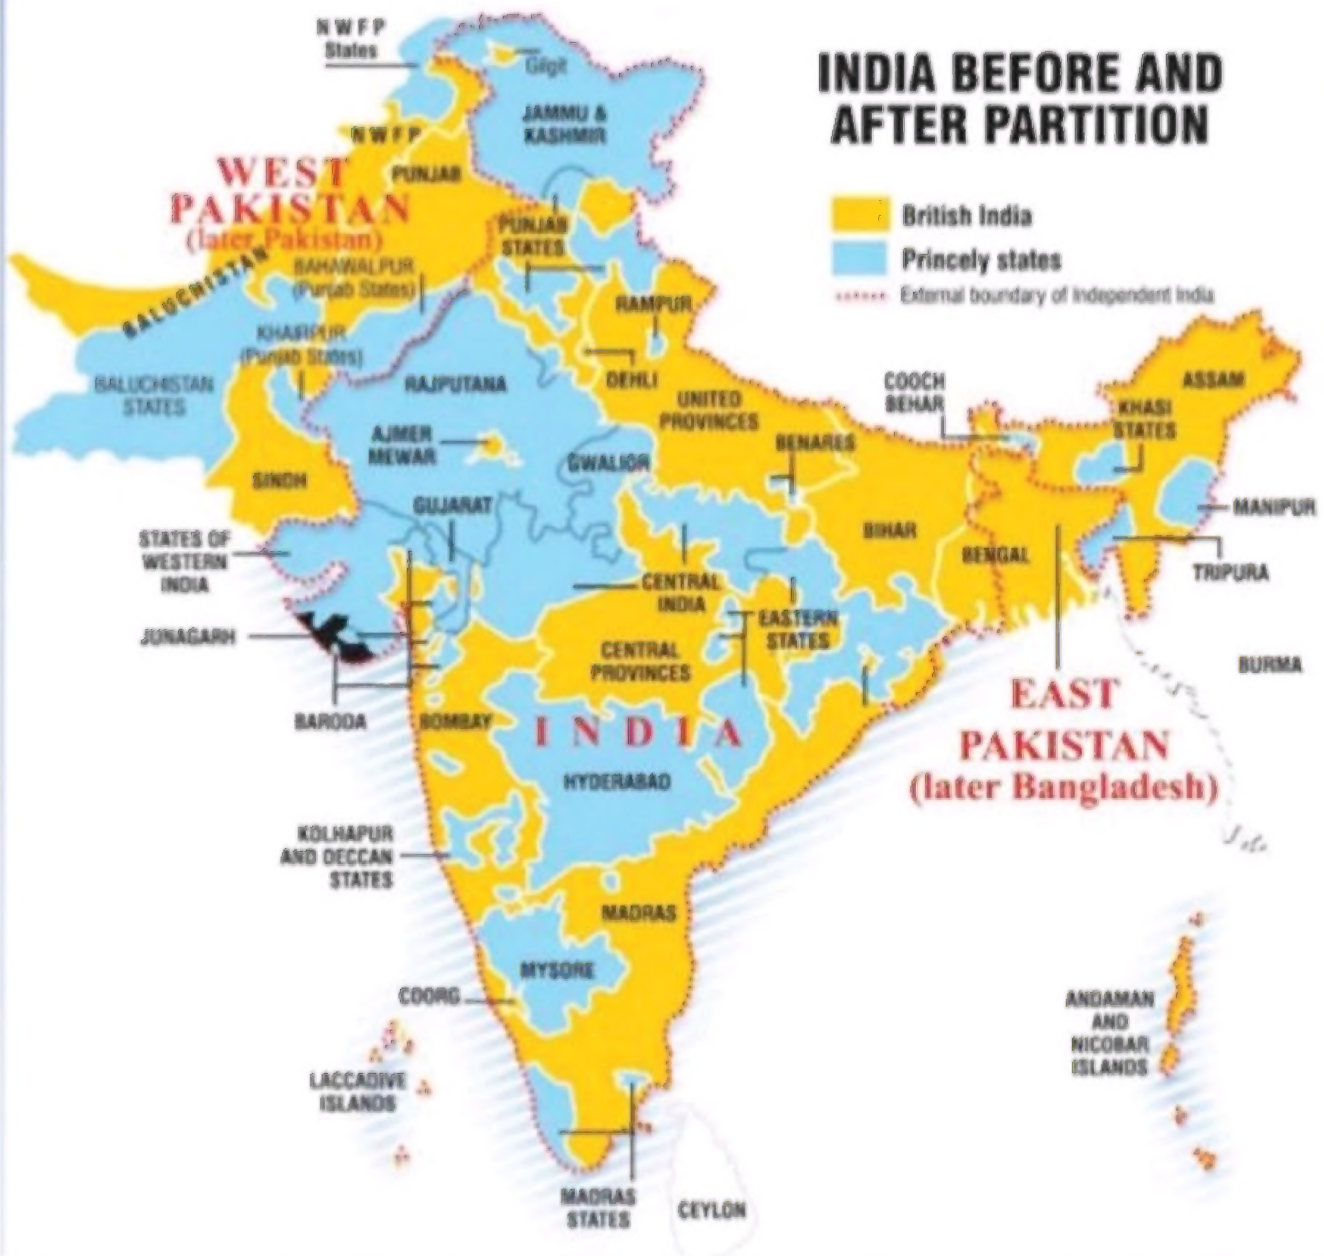 INDIA BEFORE AND
AFTER PARTITION
British India
Princely states
External boundary of Independent India
N W F P
States
Gilgit
JAMMU &
KASHMIR
N W F P
PUNJAB
WEST
PAKISTAN
(later Pakistan)
PUNJAB
STATES
BALUCHISTAN
BAHAWALPUR
(Punjab States)
RAMPUR
KHAIRPUR
(Punjab States)
BALUCHISTAN
STATES
RAJPUTANA
DEHLI
UNITED
PROVINCES
COOCH
BEHAR
ASSAM
KHASI
STATES
AJMER
MEWAR
GWALIOR
BENARES
SINDH
GUJARAT
MANIPUR
STATES OF
WESTERN
INDIA
BIHAR
BENGAL
TRIPURA
CENTRAL
INDIA
EASTERN
STATES
JUNAGARH
CENTRAL
PROVINCES
BURMA
BARODA
BOMBAY
INDIA
EAST
PAKISTAN
(later Bangladesh)
HYDERABAD
KOLHAPUR
AND DECCAN
STATES
MADRAS
MYSORE
COORG
ANDAMAN
AND
NICOBAR
ISLANDS
LACCADIVE
ISLANDS
MADRAS
STATES
CEYLON